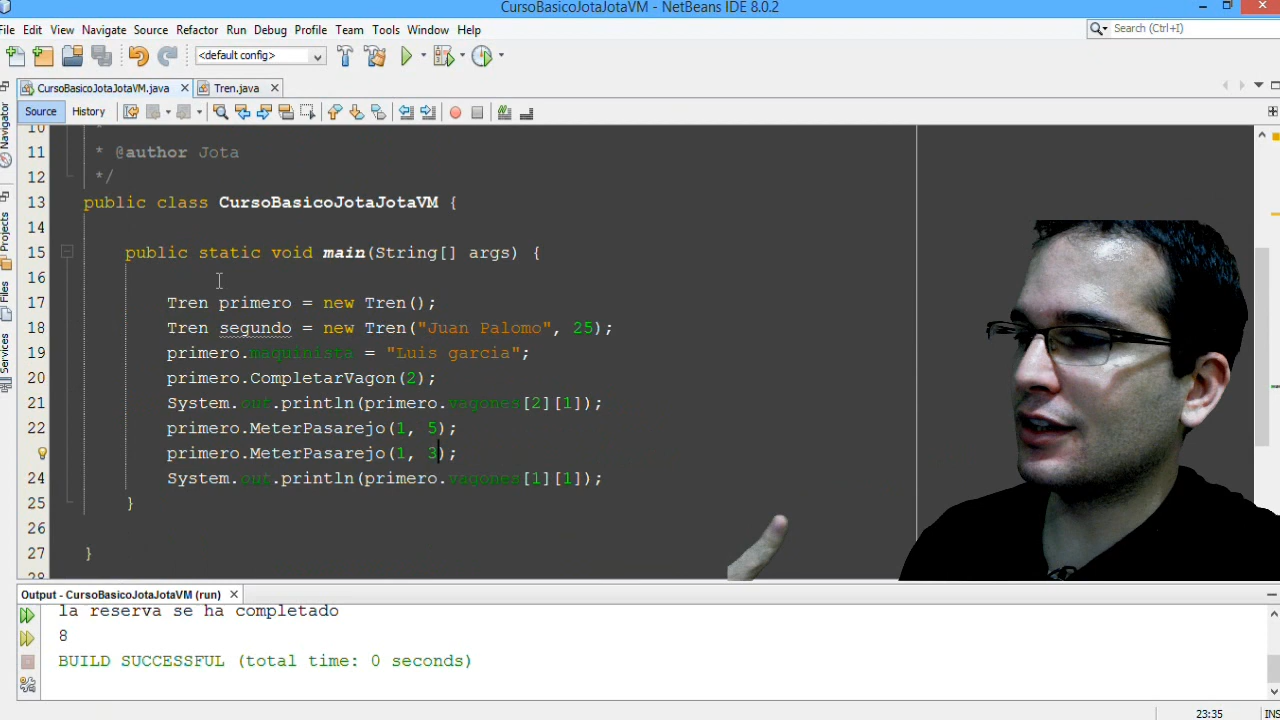 CursoBasicoJotaJotaVM - NetBeans IDE 8.0.2
File Edit View Navigate Source Refactor Run Debug Profile Team Tools Window Help
Search (Ctrl+I)
<default config>
CursoBasicoJotaJotaVM.java Tren.java
Source History
Navigator
Projects
Files
Services
10 *
11 * @author Jota
12 */
13 public class CursoBasicoJotaJotaVM {
14
15 public static void main(String[] args) {
16
17 Tren primero = new Tren();
18 Tren segundo = new Tren("Juan Palomo", 25);
19 primero.maquinista = "Luis garcia";
20 primero.CompletarVagon(2);
21 System.out.println(primero.vagones[2][1]);
22 primero.MeterPasarejo(1, 5);
primero.MeterPasarejo(1, 3);
24 System.out.println(primero.vagones[1][1]);
25 }
26
27 }
28
Output - CursoBasicoJotaJotaVM (run)
la reserva se ha completado
8
BUILD SUCCESSFUL (total time: 0 seconds)
23:35 INS